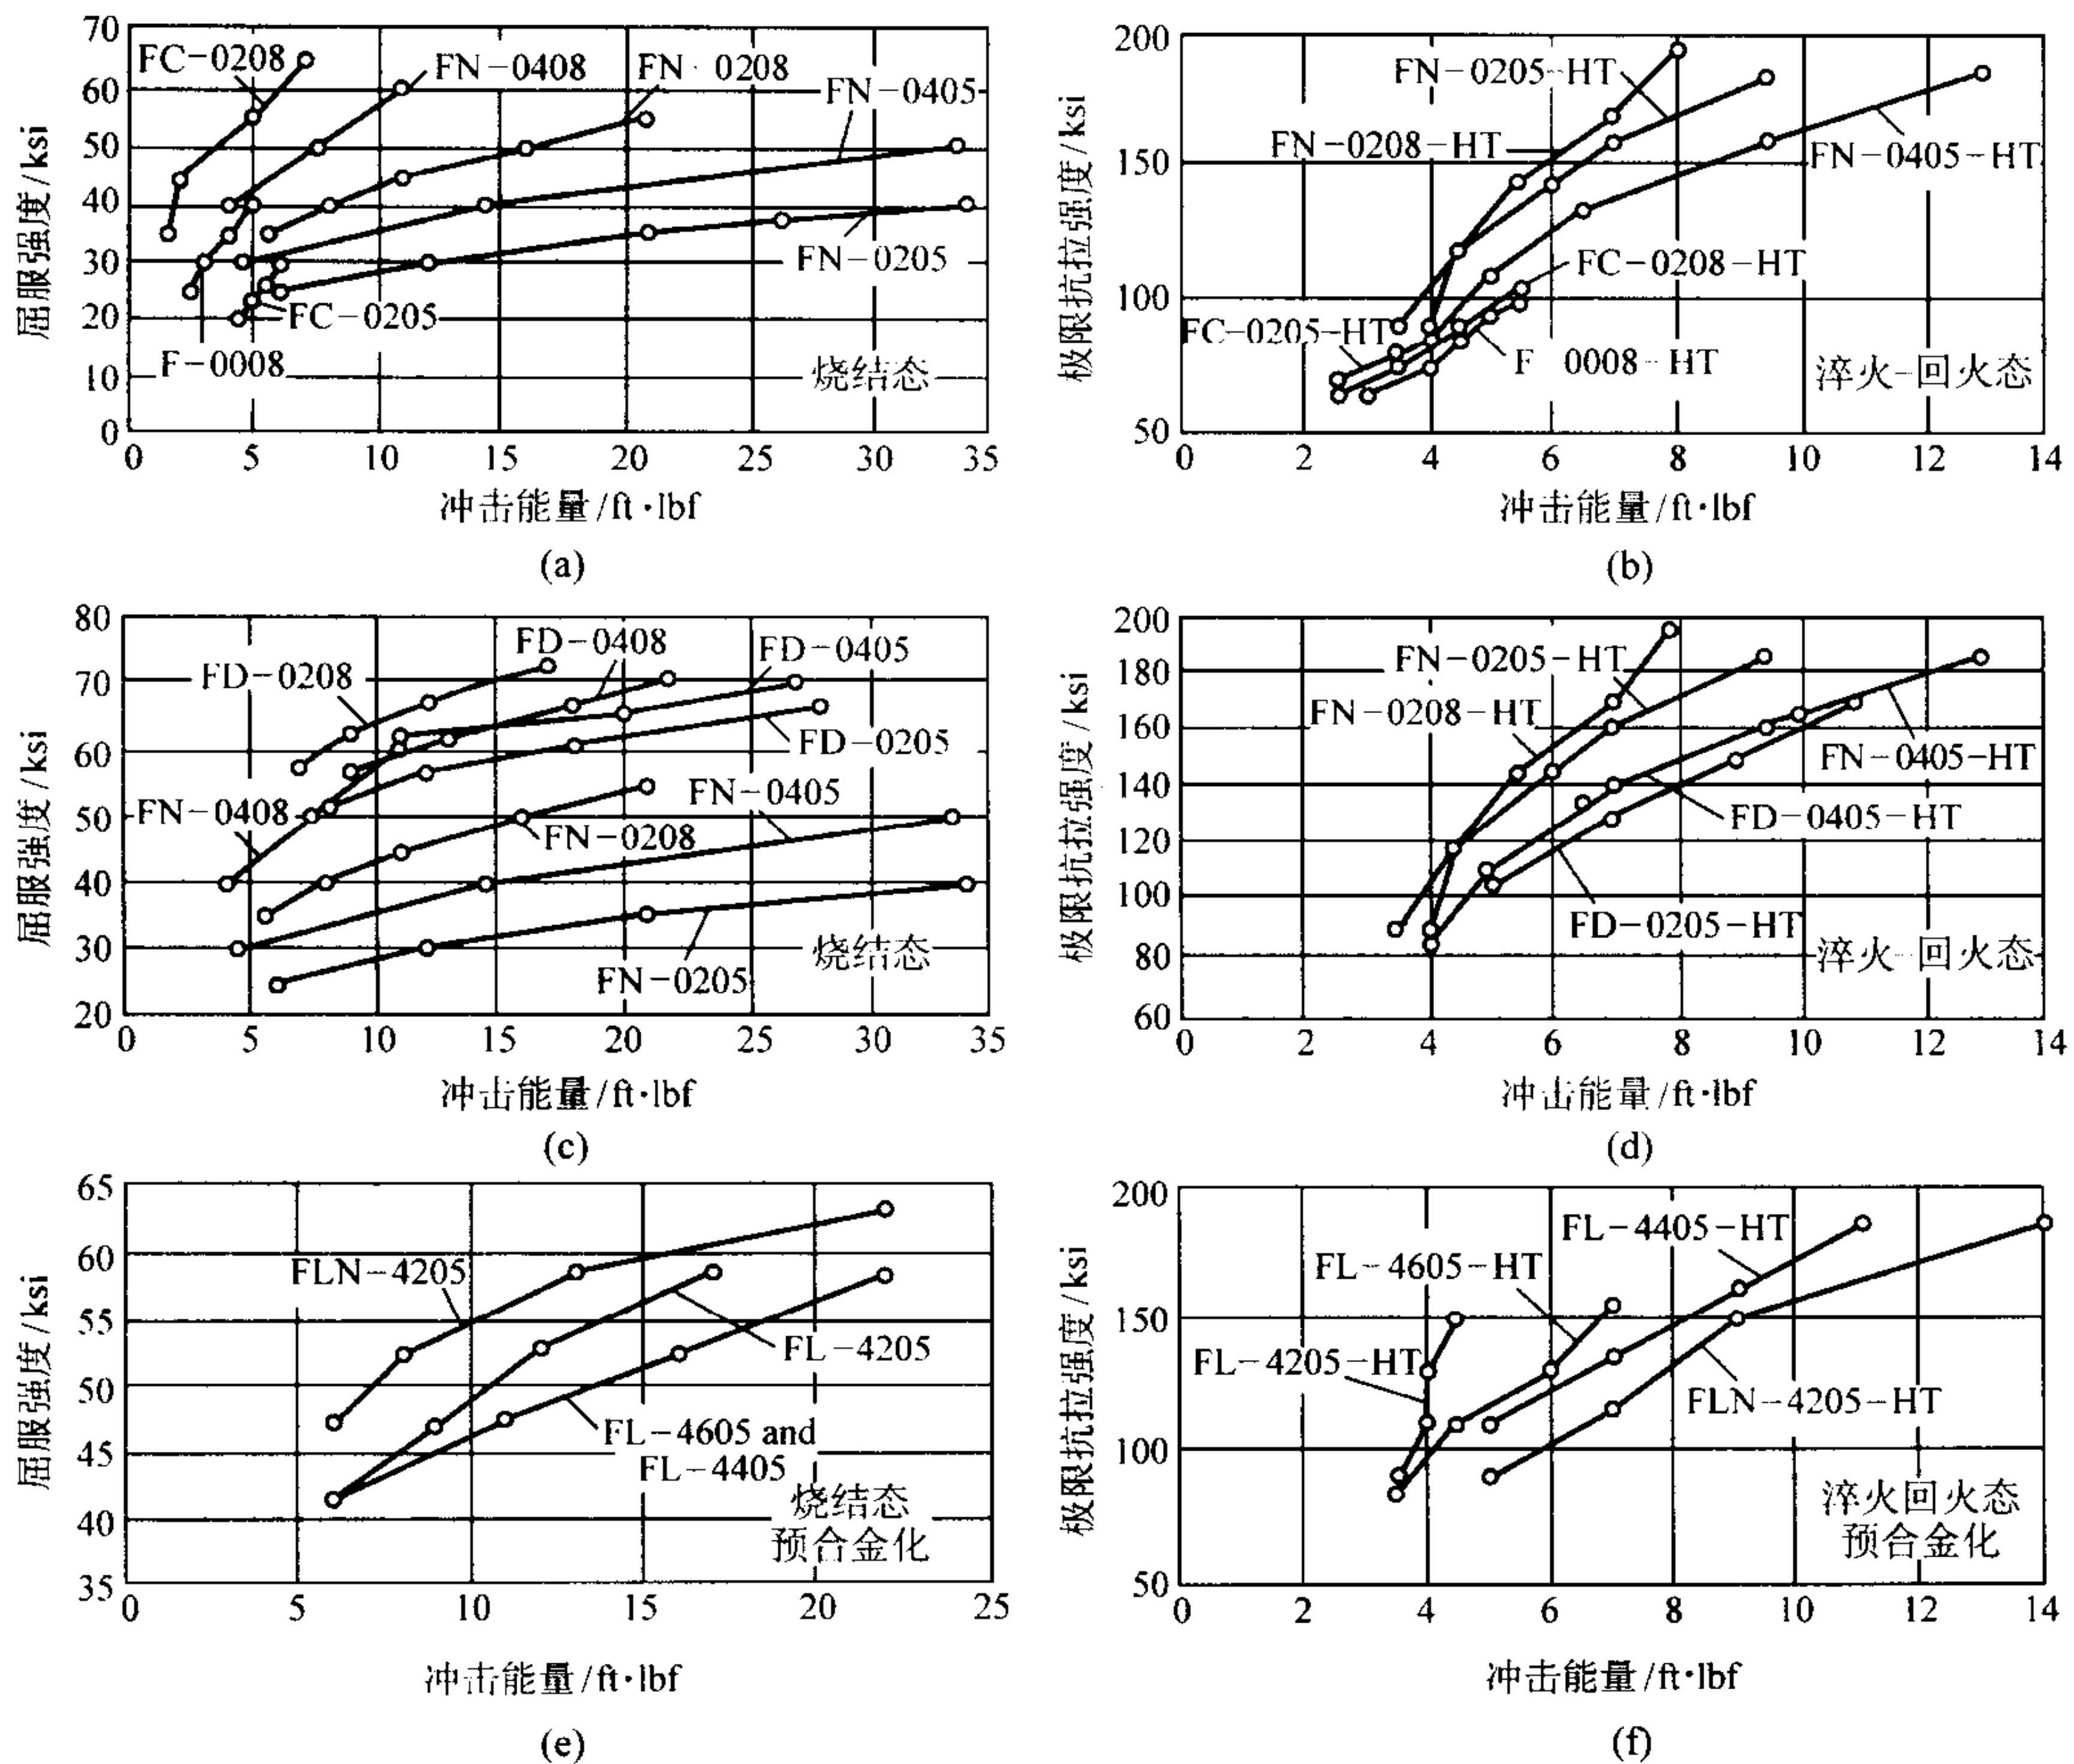 70
60
50
40
30
20
10
0
屈服强度/ksi
FC-0208
FN-0408
FN 0208
FN-0405
FN-0205
FC-0205
F-0008
烧结态
0 5 10 15 20 25 30 35
冲击能量/ft·lbf
(a)
200
150
100
50
极限抗拉强度/ksi
FN-0205-HT
FN-0208-HT
FN-0405-HT
FC-0208-HT
FC-0205-HT
F 0008-HT
淬火-回火态
0 2 4 6 8 10 12 14
冲击能量/ft·lbf
(b)
80
70
60
50
40
30
20
屈服强度/ksi
FD-0408
FD-0405
FD-0208
FD-0205
FN-0405
FN-0408
FN-0208
FN-0205
烧结态
0 5 10 15 20 25 30 35
冲击能量/ft·lbf
(c)
200
180
160
140
120
100
80
60
极限抗拉强度/ksi
FN-0205-HT
FN-0208-HT
FN-0405-HT
FD-0405-HT
FD-0205-HT
淬火-回火态
0 2 4 6 8 10 12 14
冲击能量/ft·lbf
(d)
65
60
55
50
45
40
35
屈服强度/ksi
FLN-4205
FL-4205
FL-4605 and
FL-4405
烧结态
预合金化
0 5 10 15 20 25
冲击能量/ft·lbf
(e)
200
150
100
50
极限抗拉强度/ksi
FL-4405-HT
FL-4605-HT
FL-4205-HT
FLN-4205-HT
淬火回火态
预合金化
0 2 4 6 8 10 12 14
冲击能量/ft·lbf
(f)